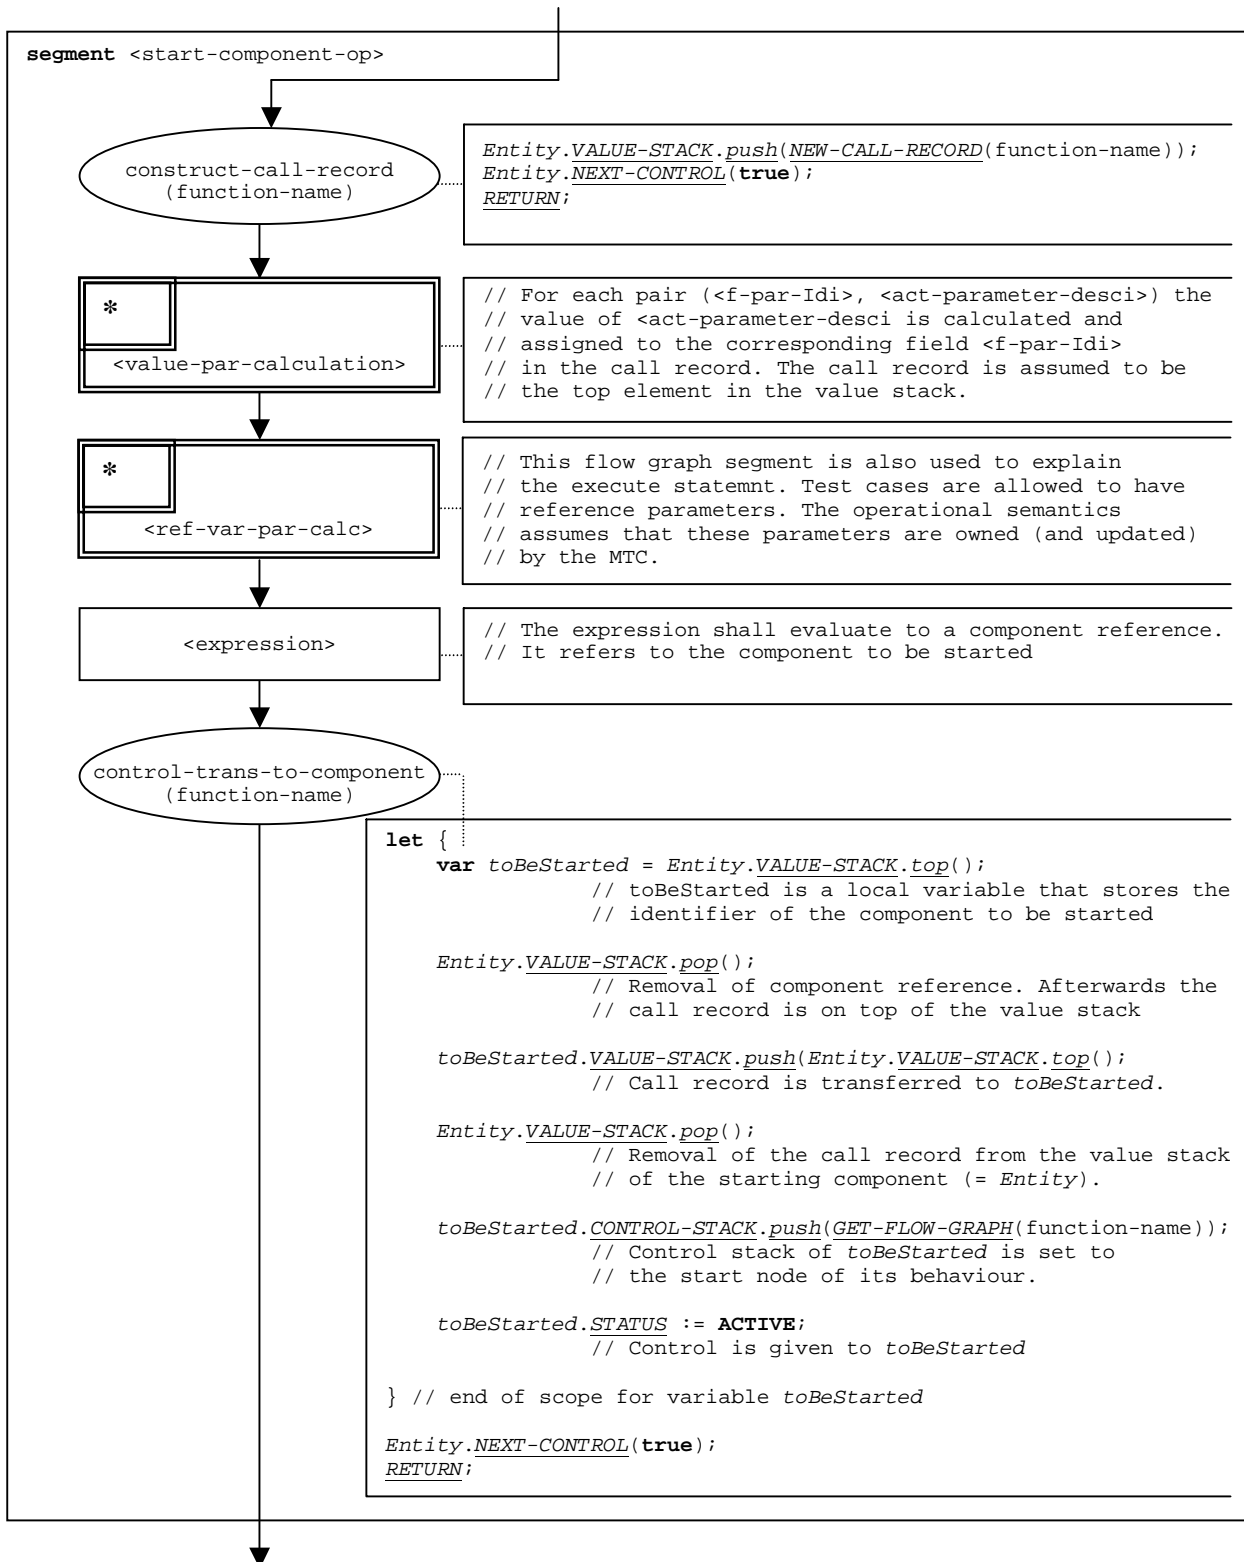 segment <start-component-op>
construct-call-record
(function-name)
Entity.VALUE-STACK.push(NEW-CALL-RECORD(function-name));
Entity.NEXT-CONTROL(true);
RETURN;
*
<value-par-calculation>
// For each pair (<f-par-Idi>, <act-parameter-desci>) the
// value of <act-parameter-desci is calculated and
// assigned to the corresponding field <f-par-Idi>
// in the call record. The call record is assumed to be
// the top element in the value stack.
*
<ref-var-par-calc>
// This flow graph segment is also used to explain
// the execute statemnt. Test cases are allowed to have
// reference parameters. The operational semantics
// assumes that these parameters are owned (and updated)
// by the MTC.
<expression>
// The expression shall evaluate to a component reference.
// It refers to the component to be started
control-trans-to-component
(function-name)
let {
var toBeStarted = Entity.VALUE-STACK.top();
// toBeStarted is a local variable that stores the
// identifier of the component to be started
Entity.VALUE-STACK.pop();
// Removal of component reference. Afterwards the
// call record is on top of the value stack
toBeStarted.VALUE-STACK.push(Entity.VALUE-STACK.top();
// Call record is transferred to toBeStarted.
Entity.VALUE-STACK.pop();
// Removal of the call record from the value stack
// of the starting component (= Entity).
toBeStarted.CONTROL-STACK.push(GET-FLOW-GRAPH(function-name));
// Control stack of toBeStarted is set to
// the start node of its behaviour.
toBeStarted.STATUS := ACTIVE;
// Control is given to toBeStarted
} // end of scope for variable toBeStarted
Entity.NEXT-CONTROL(true);
RETURN;